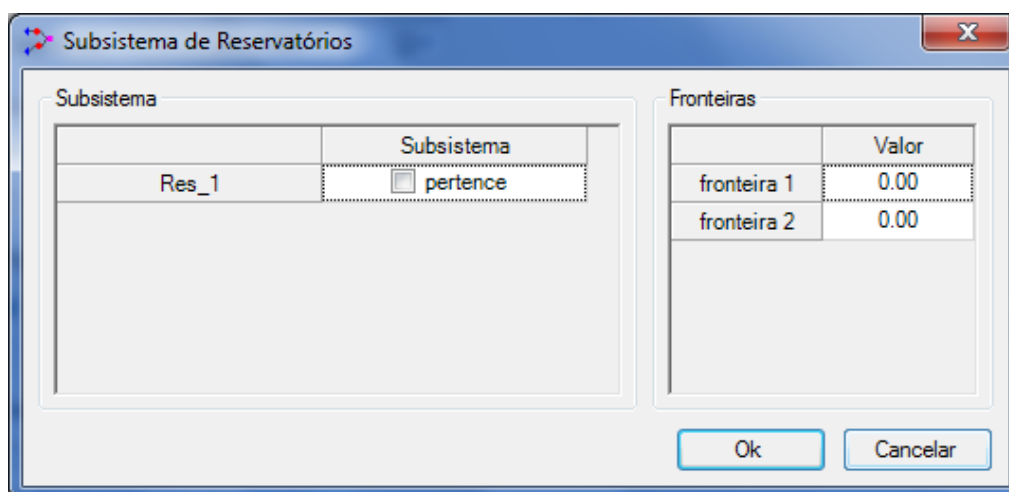 Subsistema de Reservatórios
Subsistema
Subsistema
Res_1 pertence
Fronteiras
Valor
fronteira 1 0.00
fronteira 2 0.00
Ok Cancelar